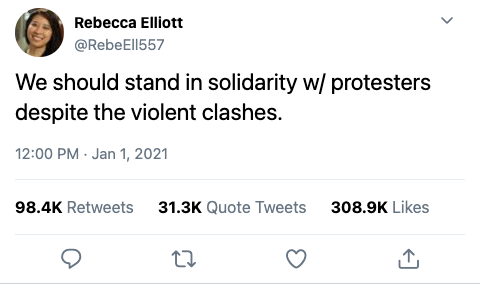 Rebecca Elliott
@RebeEll557
We should stand in solidarity w/ protesters
despite the violent clashes.
12:00 PM · Jan 1, 2021
98.4K Retweets 31.3K Quote Tweets 308.9K Likes